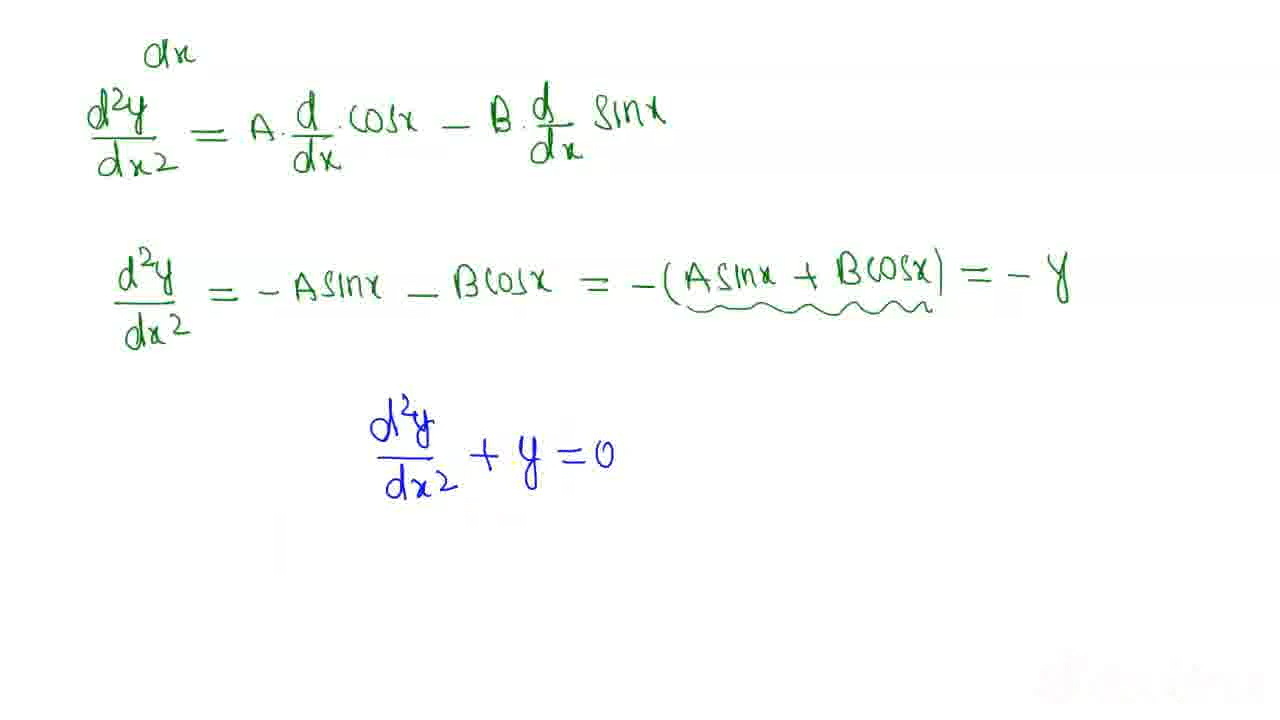 dx
d²y/dx² = A·d/dx·cosx − B·d/dx sinx
d²y/dx² = −Asinx − Bcosx = −(Asinx + Bcosx) = −y
d²y/dx² + y = 0